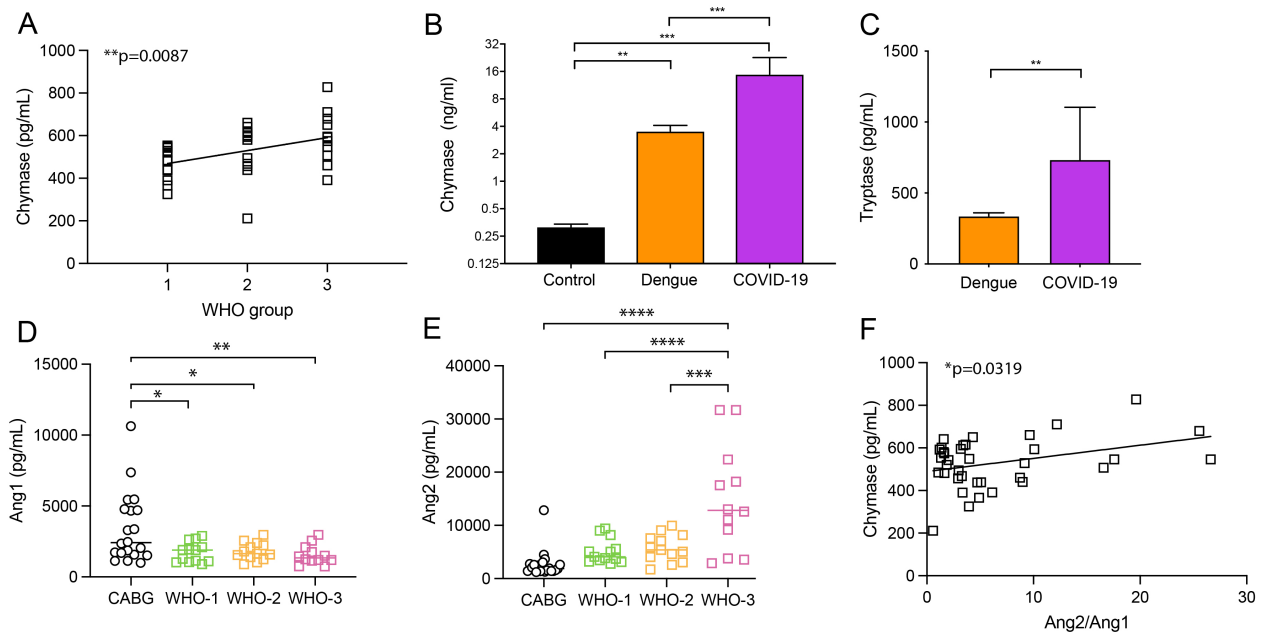 A
**p=0.0087
Chymase (pg/mL)
1000
800
600
400
200
0
1 2 3
WHO group
B
***
***
**
Chymase (ng/ml)
32
16
8
4
2
1
0.5
0.25
0.125
Control Dengue COVID-19
C
**
Tryptase (pg/mL)
1500
1000
500
0
Dengue COVID-19
D
**
*
*
Ang1 (pg/mL)
15000
10000
5000
0
CABG WHO-1 WHO-2 WHO-3
E
****
****
***
Ang2 (pg/mL)
40000
30000
20000
10000
0
CABG WHO-1 WHO-2 WHO-3
F
*p=0.0319
Chymase (pg/mL)
1000
800
600
400
200
0
0 10 20 30
Ang2/Ang1